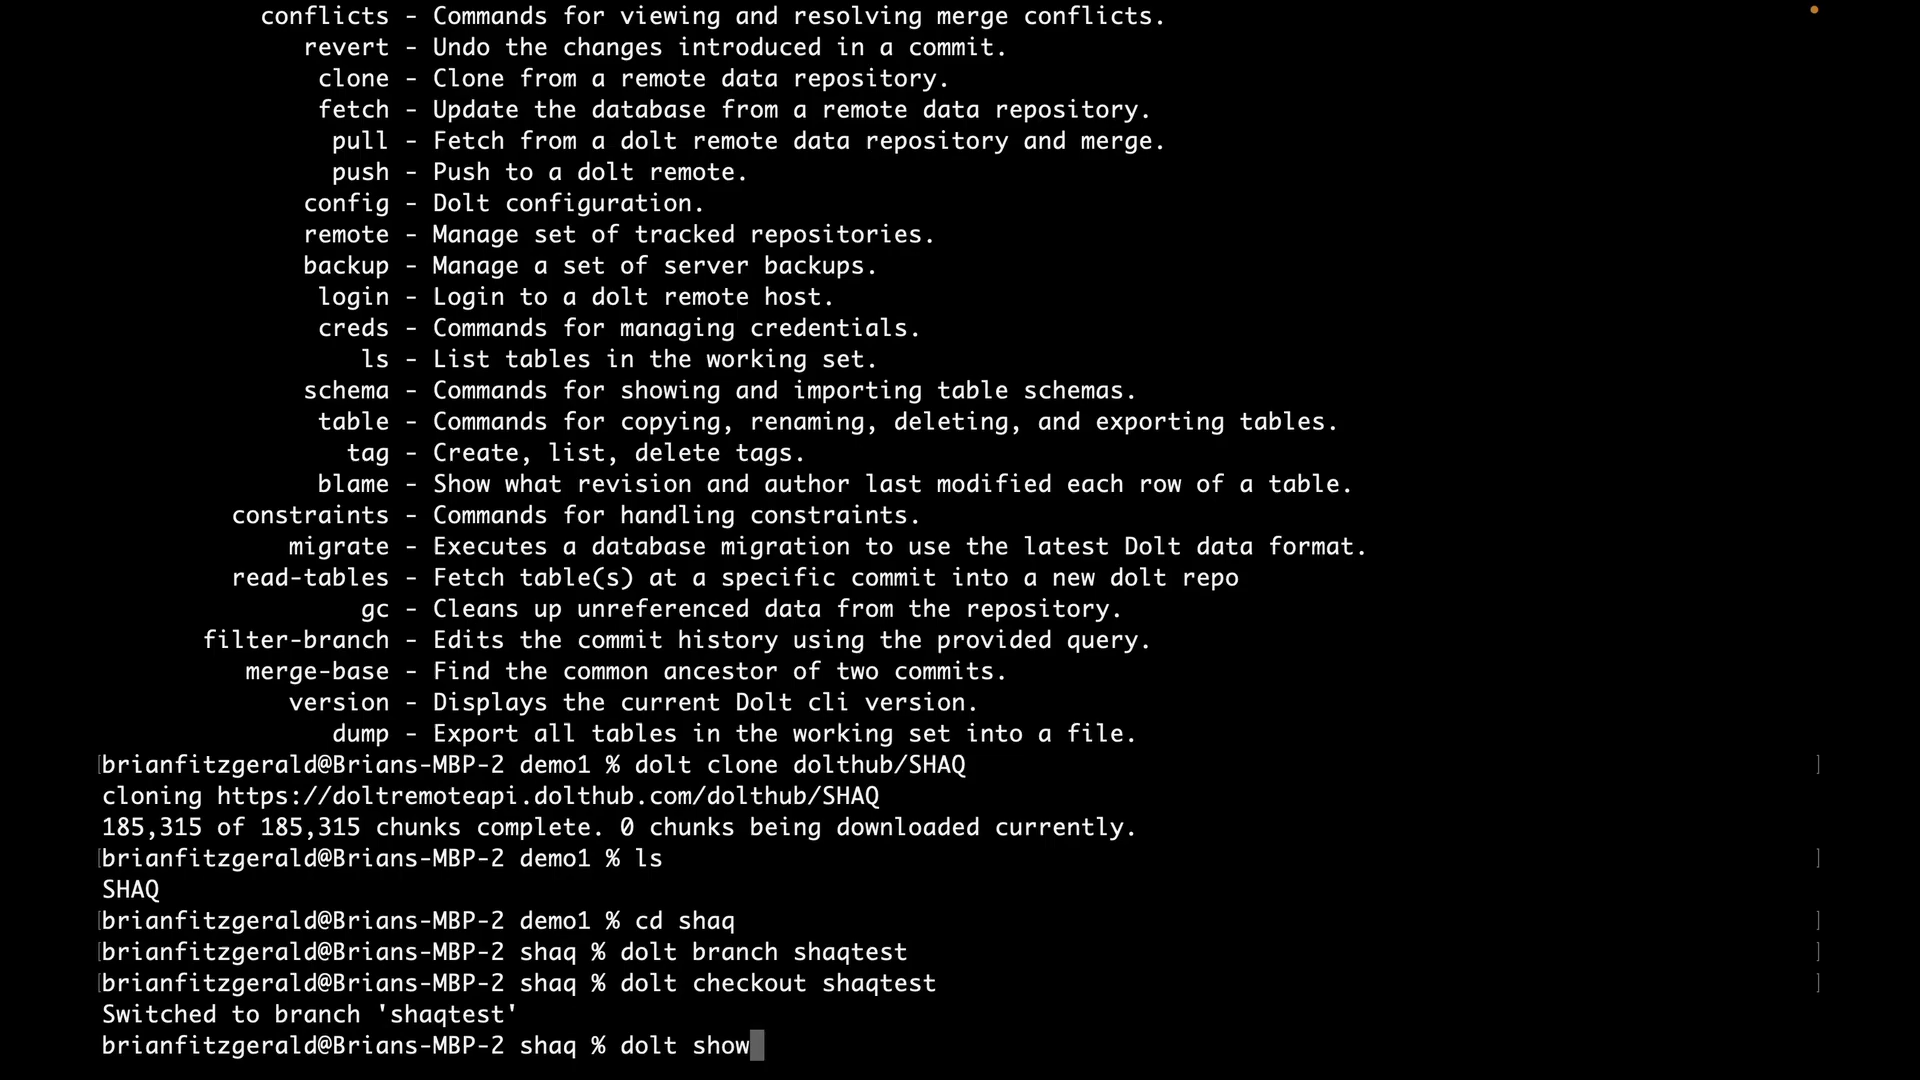 conflicts - Commands for viewing and resolving merge conflicts.
revert - Undo the changes introduced in a commit.
clone - Clone from a remote data repository.
fetch - Update the database from a remote data repository.
pull - Fetch from a dolt remote data repository and merge.
push - Push to a dolt remote.
config - Dolt configuration.
remote - Manage set of tracked repositories.
backup - Manage a set of server backups.
login - Login to a dolt remote host.
creds - Commands for managing credentials.
ls - List tables in the working set.
schema - Commands for showing and importing table schemas.
table - Commands for copying, renaming, deleting, and exporting tables.
tag - Create, list, delete tags.
blame - Show what revision and author last modified each row of a table.
constraints - Commands for handling constraints.
migrate - Executes a database migration to use the latest Dolt data format.
read-tables - Fetch table(s) at a specific commit into a new dolt repo
gc - Cleans up unreferenced data from the repository.
filter-branch - Edits the commit history using the provided query.
merge-base - Find the common ancestor of two commits.
version - Displays the current Dolt cli version.
dump - Export all tables in the working set into a file.
[brianfitzgerald@Brians-MBP-2 demo1 % dolt clone dolthub/SHAQ ]
cloning https://doltremoteapi.dolthub.com/dolthub/SHAQ
185,315 of 185,315 chunks complete. 0 chunks being downloaded currently.
[brianfitzgerald@Brians-MBP-2 demo1 % ls ]
SHAQ
[brianfitzgerald@Brians-MBP-2 demo1 % cd shaq ]
[brianfitzgerald@Brians-MBP-2 shaq % dolt branch shaqtest ]
[brianfitzgerald@Brians-MBP-2 shaq % dolt checkout shaqtest ]
Switched to branch 'shaqtest'
brianfitzgerald@Brians-MBP-2 shaq % dolt show